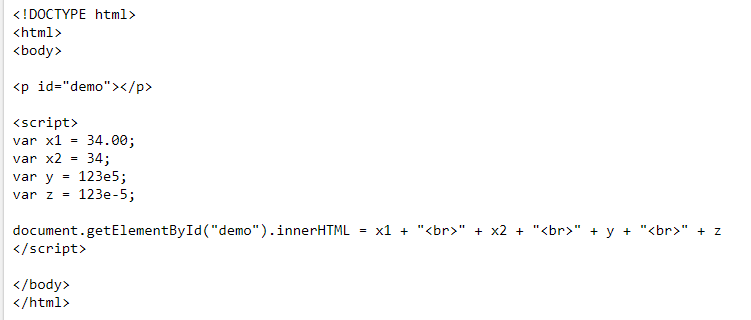 <!DOCTYPE html>
<html>
<body>
<p id="demo"></p>
<script>
var x1 = 34.00;
var x2 = 34;
var y = 123e5;
var z = 123e-5;
document.getElementById("demo").innerHTML = x1 + "<br>" + x2 + "<br>" + y + "<br>" + z
</script>
</body>
</html>